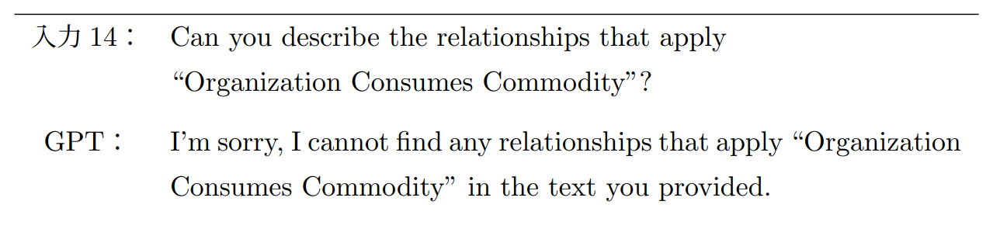 入力 14： Can you describe the relationships that apply
“Organization Consumes Commodity”?
GPT： I'm sorry, I cannot find any relationships that apply “Organization
Consumes Commodity” in the text you provided.